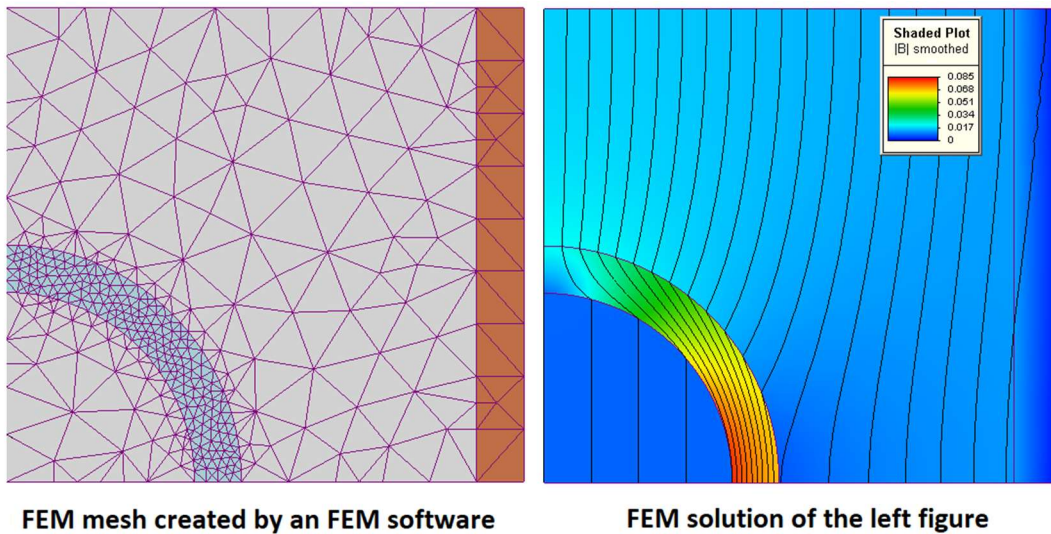 Shaded Plot
|B| smoothed
0.085
0.068
0.051
0.034
0.017
0
FEM mesh created by an FEM software
FEM solution of the left figure